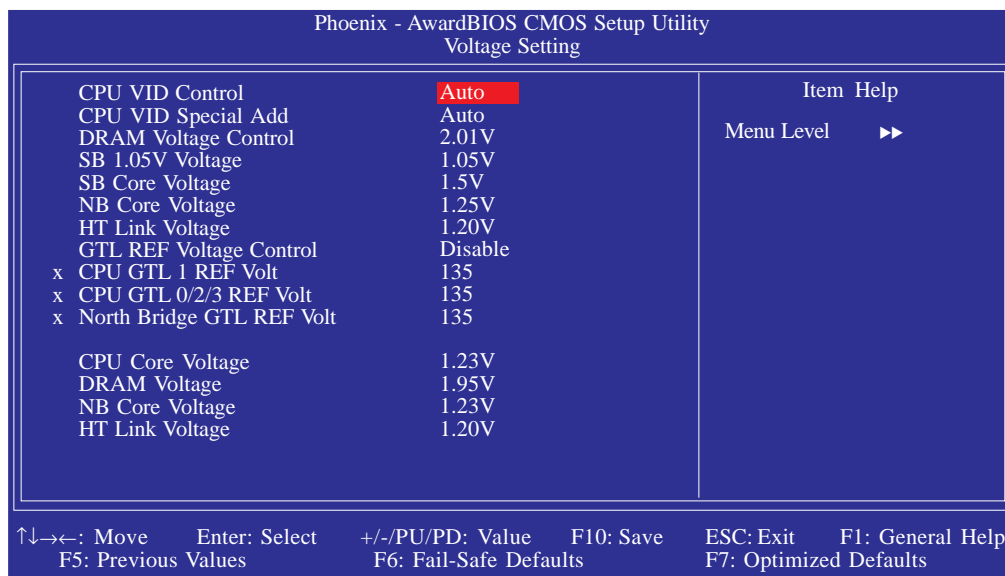 Phoenix - AwardBIOS CMOS Setup Utility
Voltage Setting
CPU VID Control Auto
CPU VID Special Add Auto
DRAM Voltage Control 2.01V
SB 1.05V Voltage 1.05V
SB Core Voltage 1.5V
NB Core Voltage 1.25V
HT Link Voltage 1.20V
GTL REF Voltage Control Disable
x CPU GTL 1 REF Volt 135
x CPU GTL 0/2/3 REF Volt 135
x North Bridge GTL REF Volt 135
CPU Core Voltage 1.23V
DRAM Voltage 1.95V
NB Core Voltage 1.23V
HT Link Voltage 1.20V
Item Help
Menu Level ▶▶
↑↓→←: Move Enter: Select +/-/PU/PD: Value F10: Save ESC: Exit F1: General Help
F5: Previous Values F6: Fail-Safe Defaults F7: Optimized Defaults